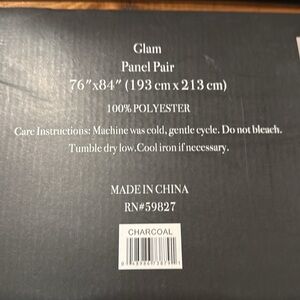 Glam
Panel Pair
76"x84" (193 cm x 213 cm)
100% POLYESTER
Care Instructions: Machine was cold, gentle cycle. Do not bleach.
Tumble dry low. Cool iron if necessary.
MADE IN CHINA
RN#59827
CHARCOAL